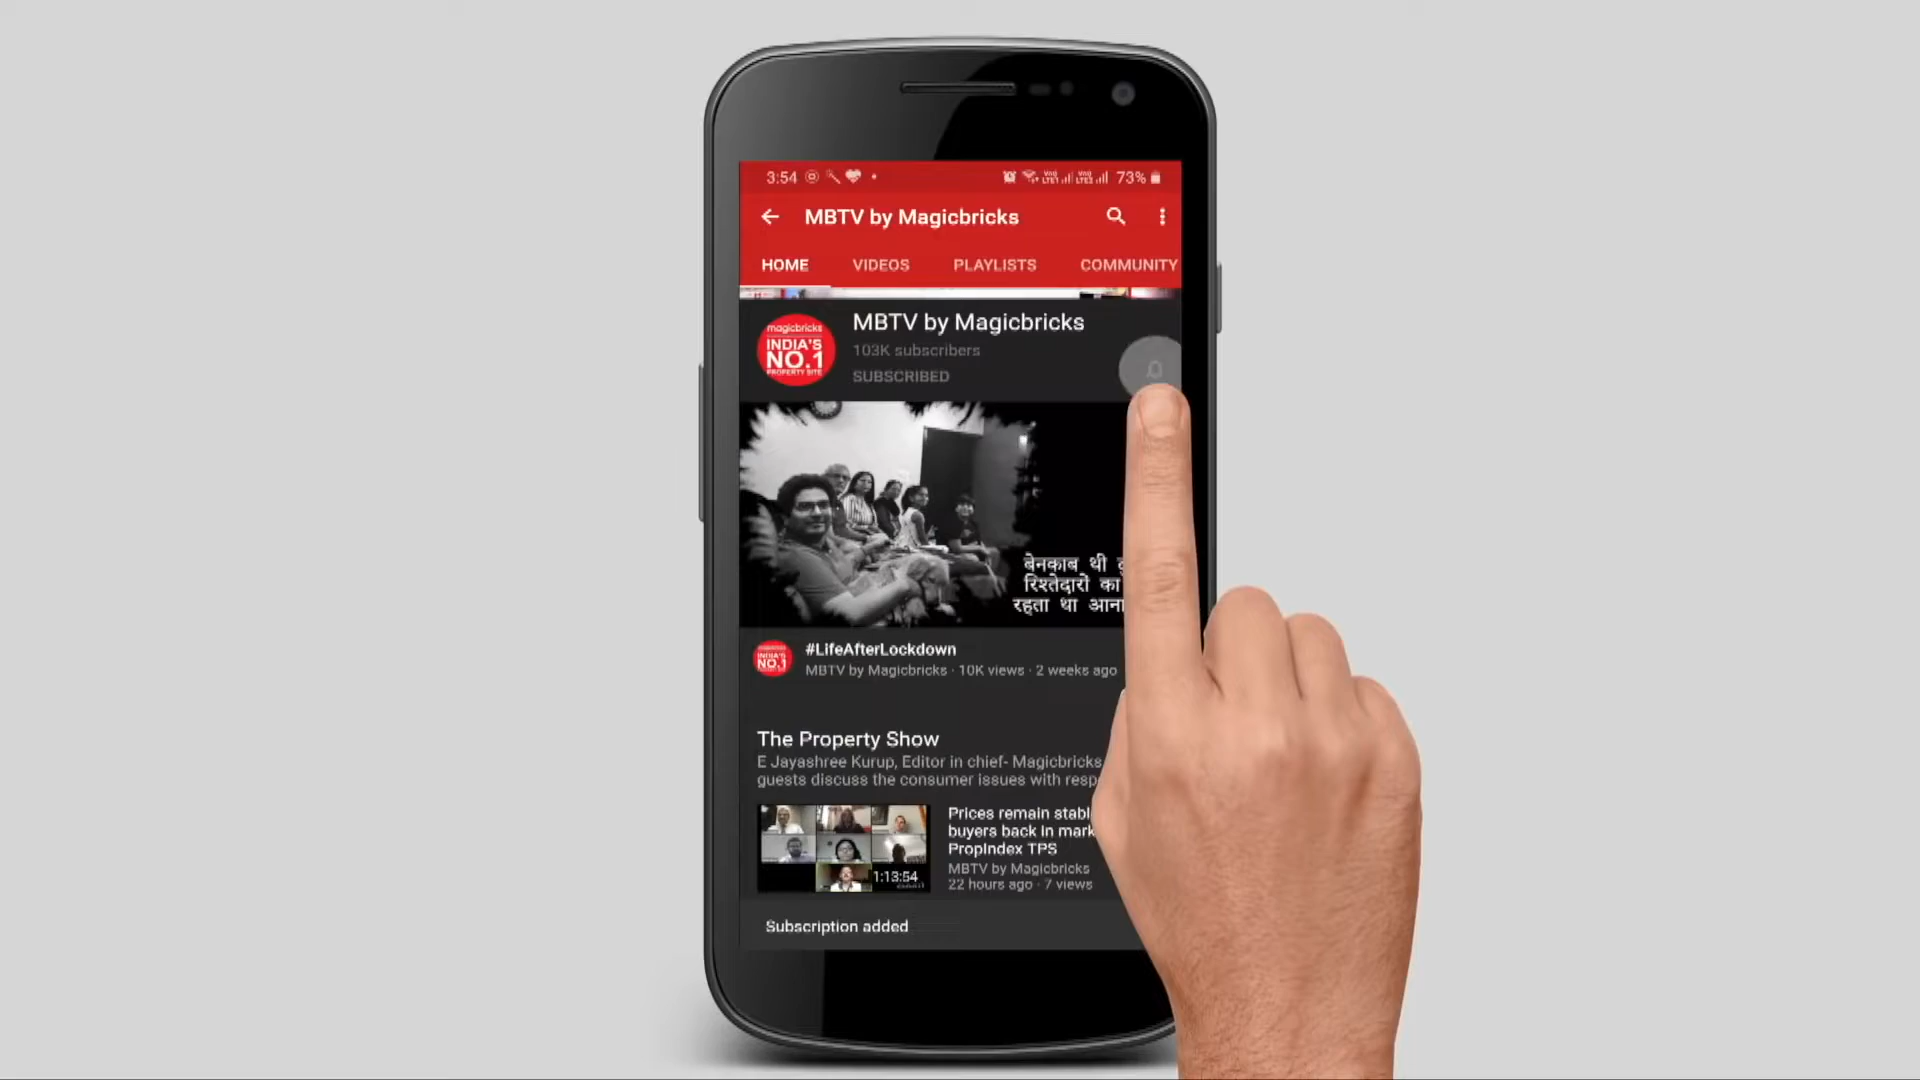 3:54
73%
MBTV by Magicbricks
HOME VIDEOS PLAYLISTS COMMUNITY
magicbricks
INDIA'S
NO.1
PROPERTY SITE
MBTV by Magicbricks
103K subscribers
SUBSCRIBED
बेनकाब थी
रिश्तेदारों का
रहता था आना
INDIA'S
NO.1
#LifeAfterLockdown
MBTV by Magicbricks · 10K views · 2 weeks ago
The Property Show
E Jayashree Kurup, Editor in chief- Magicbricks
guests discuss the consumer issues with resp
1:13:54
Prices remain stabl
buyers back in mark
PropIndex TPS
MBTV by Magicbricks
22 hours ago · 7 views
Subscription added